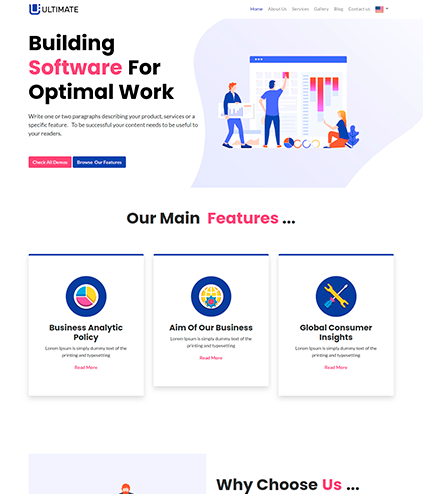 ULTIMATE
Home About Us Services Gallery Blog Contact us
Building
Software For
Optimal Work
Write one or two paragraphs describing your product, services or a
specific feature. To be successful your content needs to be useful to
your readers.
Check All Demos Browse Our Features
Our Main Features ...
Business Analytic
Policy
Lorem Ipsum is simply dummy text of the
printing and typesetting
Read More
Aim Of Our Business
Lorem Ipsum is simply dummy text of the
printing and typesetting
Read More
Global Consumer
Insights
Lorem Ipsum is simply dummy text of the
printing and typesetting
Read More
Why Choose Us ...